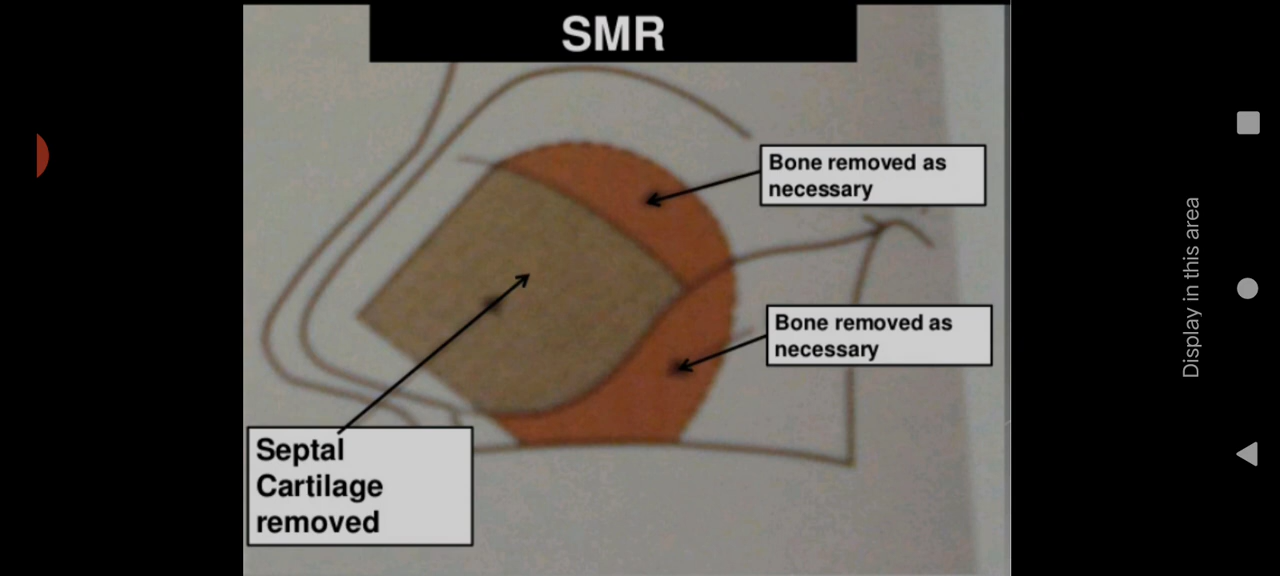 SMR
Bone removed as
necessary
Bone removed as
necessary
Septal
Cartilage
removed
Display in this area